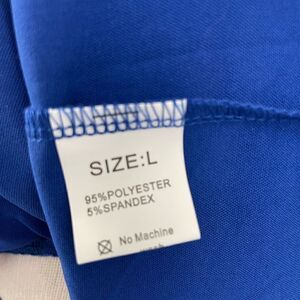 SIZE:L
95%POLYESTER
5%SPANDEX
No Machine